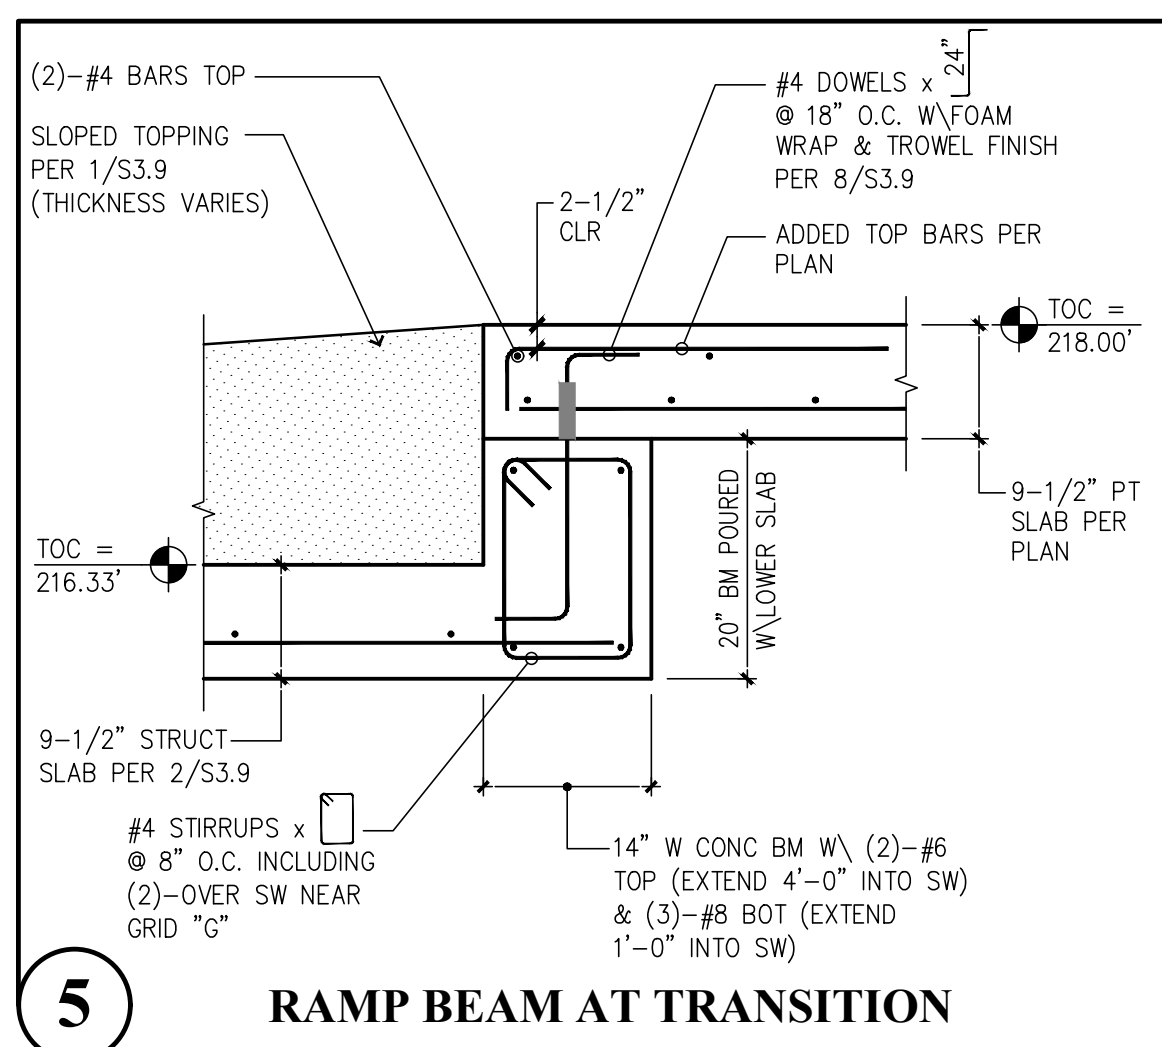 (2)-#4 BARS TOP
SLOPED TOPPING
PER 1/S3.9
(THICKNESS VARIES)
24"
#4 DOWELS x
@ 18" O.C. W\FOAM
WRAP & TROWEL FINISH
PER 8/S3.9
2-1/2"
CLR
ADDED TOP BARS PER
PLAN
TOC =
218.00'
TOC =
216.33'
20" BM POURED
W\LOWER SLAB
9-1/2" PT
SLAB PER
PLAN
9-1/2" STRUCT
SLAB PER 2/S3.9
#4 STIRRUPS x
@ 8" O.C. INCLUDING
(2)-OVER SW NEAR
GRID "G"
14" W CONC BM W\ (2)-#6
TOP (EXTEND 4'-0" INTO SW)
& (3)-#8 BOT (EXTEND
1'-0" INTO SW)
5
RAMP BEAM AT TRANSITION